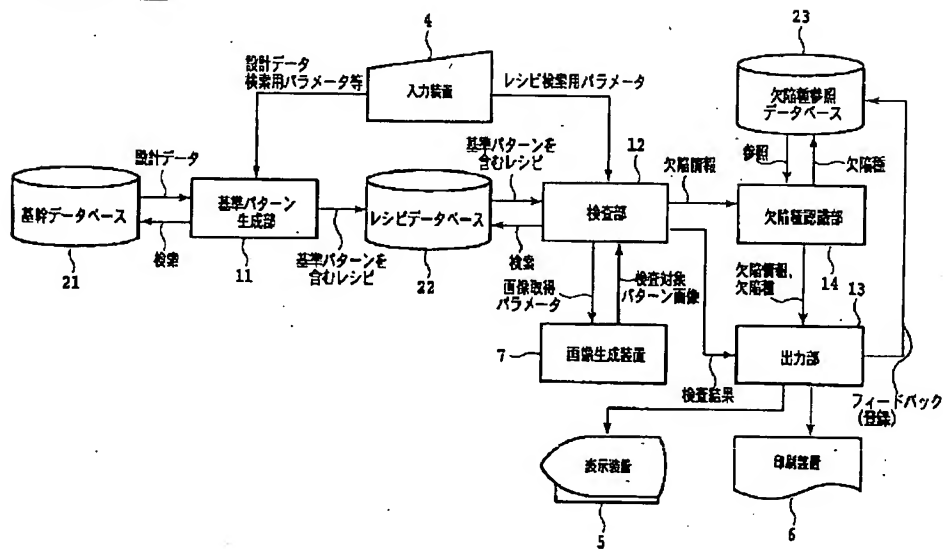 4
23
設計データ
検索用パラメータ等
入力装置
レシピ検索用パラメータ
欠陥種参照
データベース
設計データ
基準パターンを
含むレシピ
12
欠陥情報
参照
欠陥種
基幹データベース
基準パターン
生成部
レシピデータベース
検査部
欠陥種認識部
検索
基準パターンを
含むレシピ
検索
21
11
22
14
画像取得
パラメータ
検査対象
パターン画像
欠陥情報、
欠陥種
13
7
画像生成装置
出力部
検査結果
フィードバック
(登録)
表示装置
印刷装置
5
6